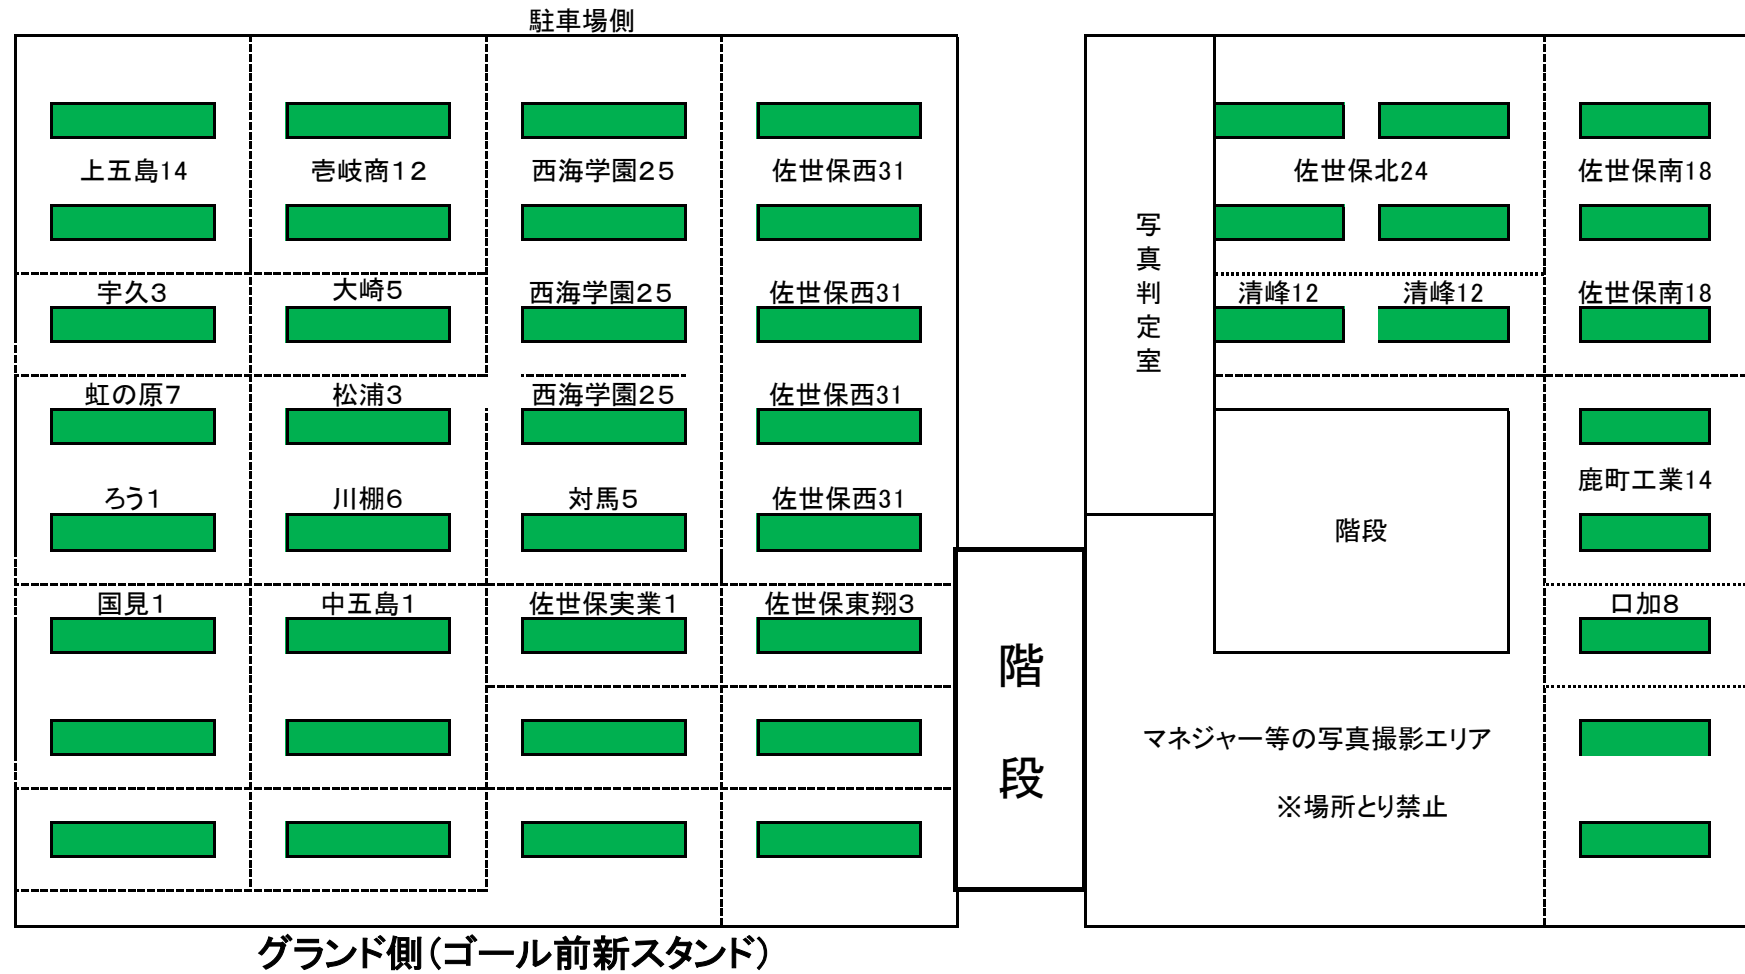 駐車場側
上五島14
壱岐商12
西海学園25
佐世保西31
佐世保北24
佐世保南18
宇久3
大崎5
西海学園25
佐世保西31
清峰12
清峰12
佐世保南18
写真判定室
虹の原7
松浦3
西海学園25
佐世保西31
鹿町工業14
ろう1
川棚6
対馬5
佐世保西31
階段
国見1
中五島1
佐世保実業1
佐世保東翔3
口加8
階段
マネジャー等の写真撮影エリア
※場所とり禁止
グランド側(ゴール前新スタンド)